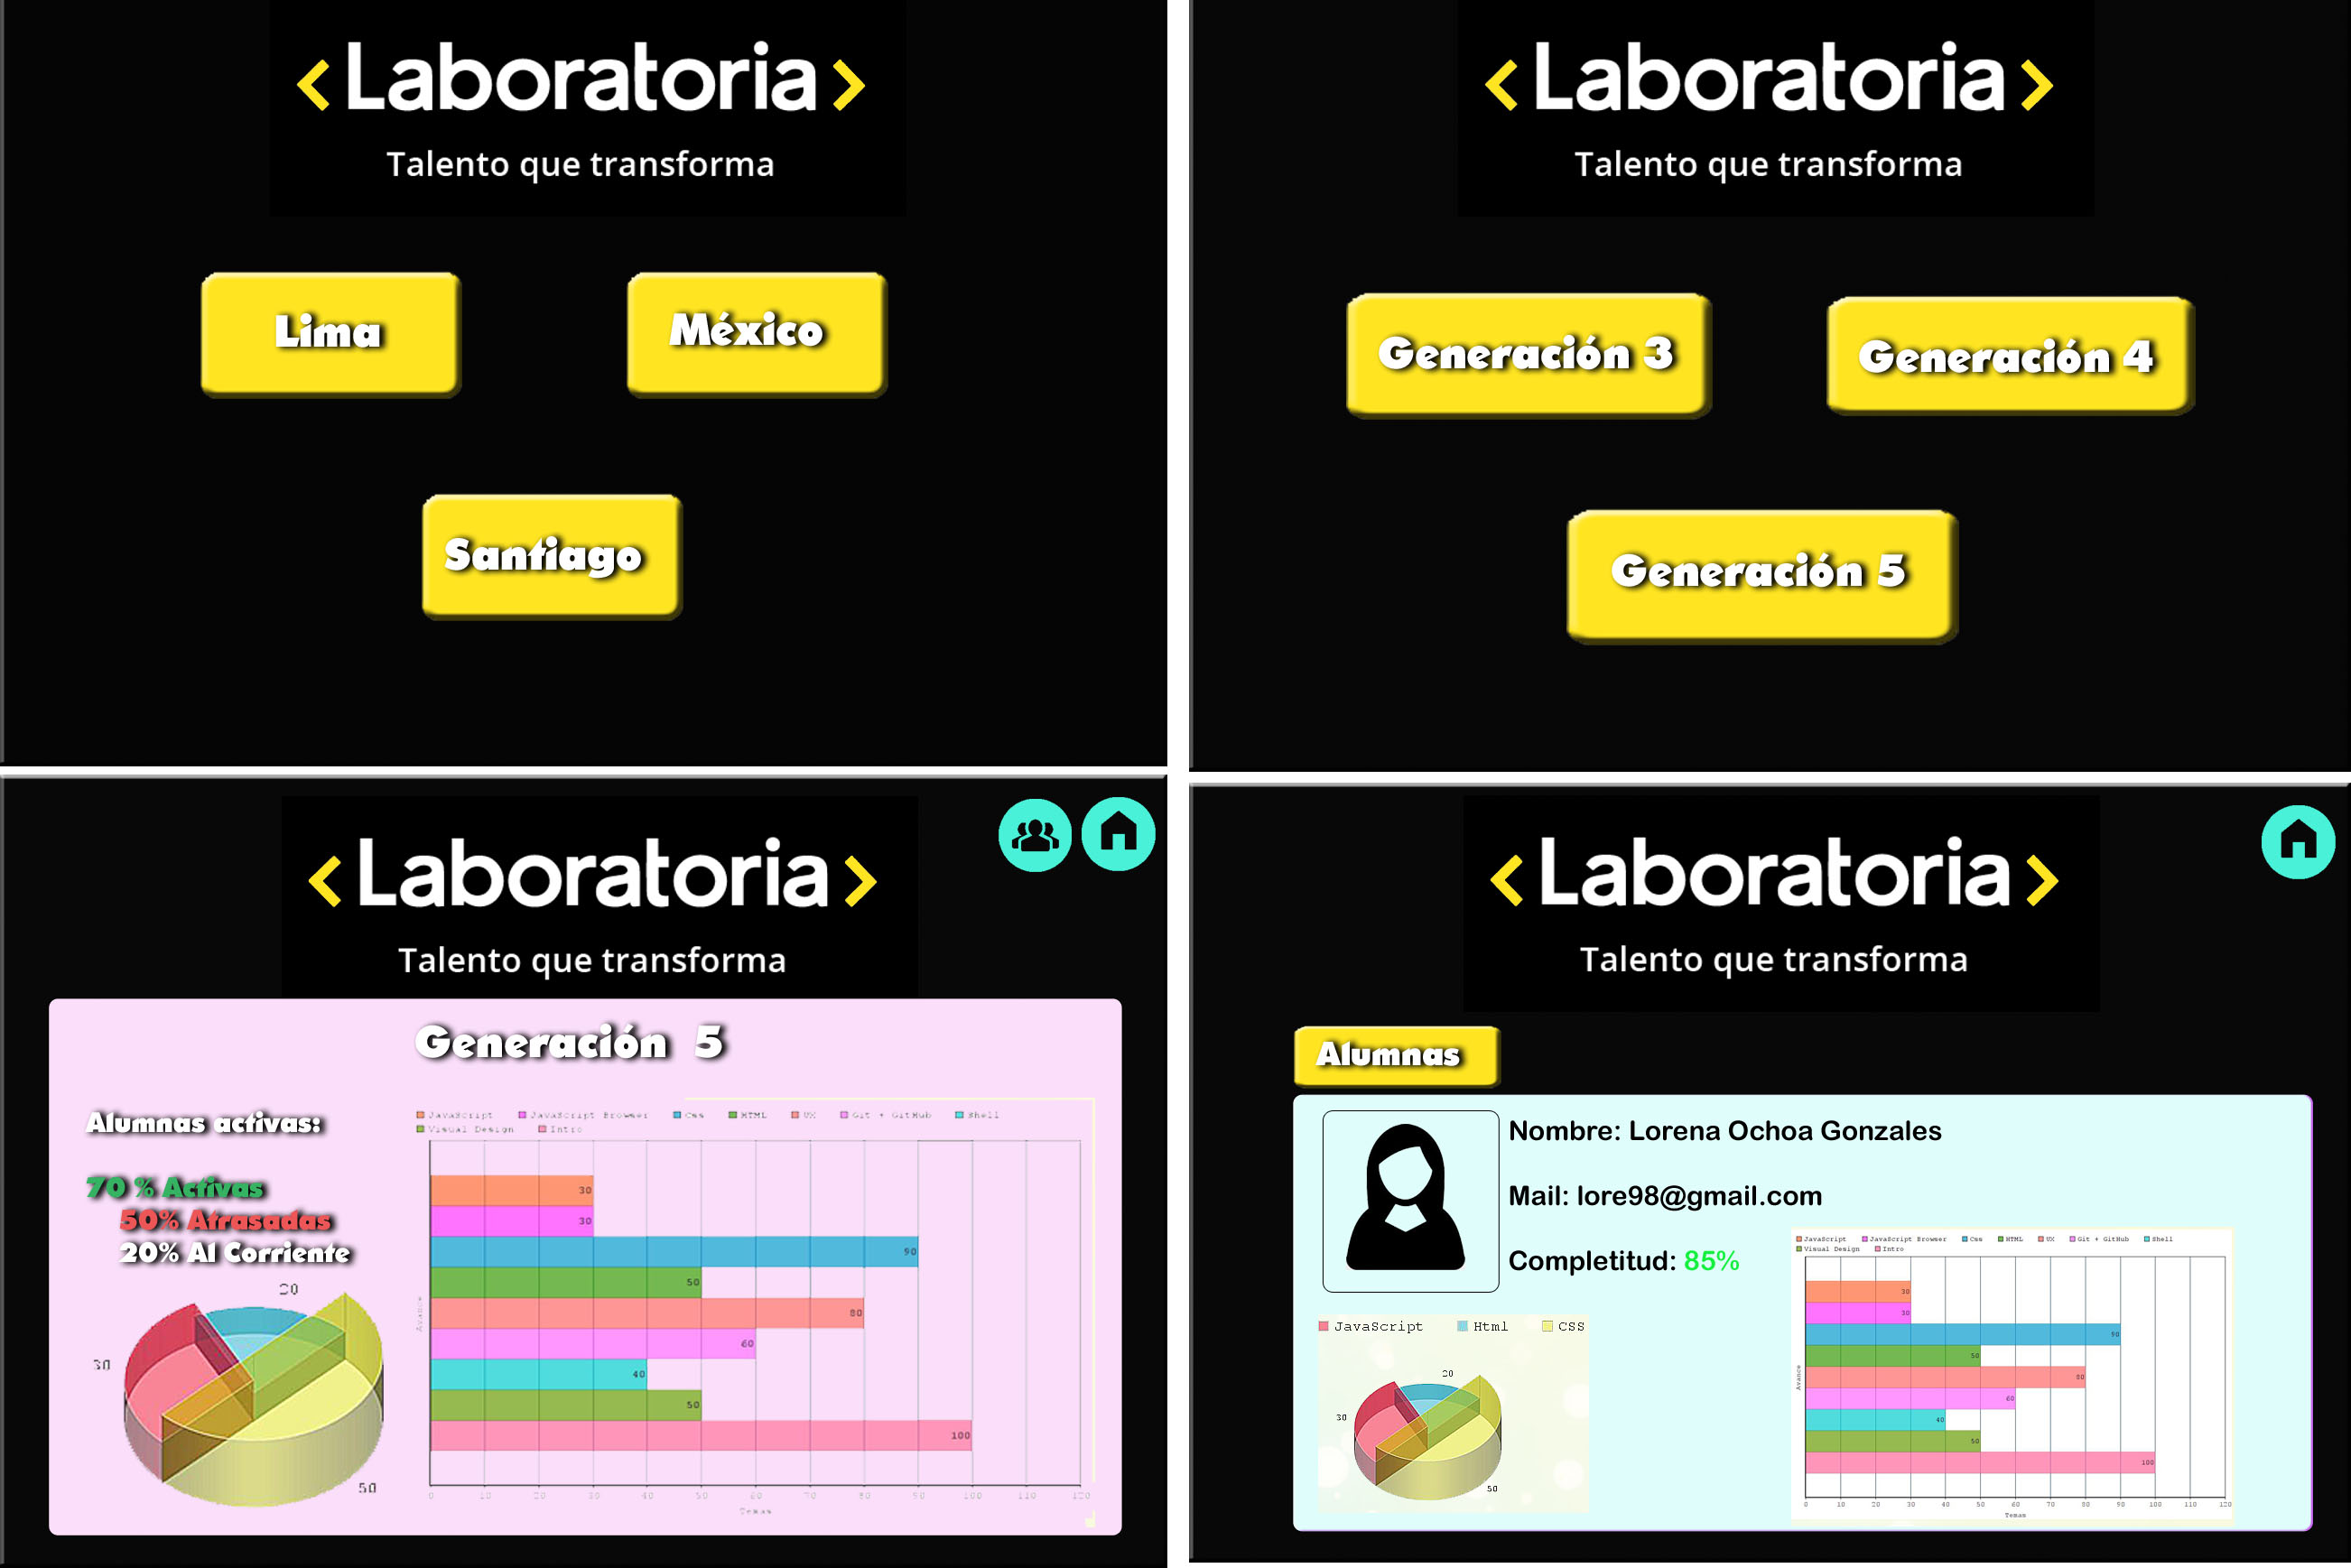 <Laboratoria>
Talento que transforma
Lima
México
Santiago
<Laboratoria>
Talento que transforma
Generación 3
Generación 4
Generación 5
<Laboratoria>
Talento que transforma
Generación 5
Alumnas activas:
70 % Activas
50% Atrasadas
20% Al Corriente
20
30
50
JavaScript JavaScript Browser Css HTML UX Git + GitHub Shell
Visual Design Intro
30
30
90
50
80
60
40
50
100
Avance
0 10 20 30 40 50 60 70 80 90 100 110 120
Temas
<Laboratoria>
Talento que transforma
Alumnas
Nombre: Lorena Ochoa Gonzales
Mail: lore98@gmail.com
Completitud: 85%
JavaScript Html CSS
20
30
50
JavaScript JavaScript Browser Css HTML UX Git + GitHub Shell
Visual Design Intro
30
30
90
50
80
60
40
50
100
Avance
0 10 20 30 40 50 60 70 80 90 100 110 120
Temas